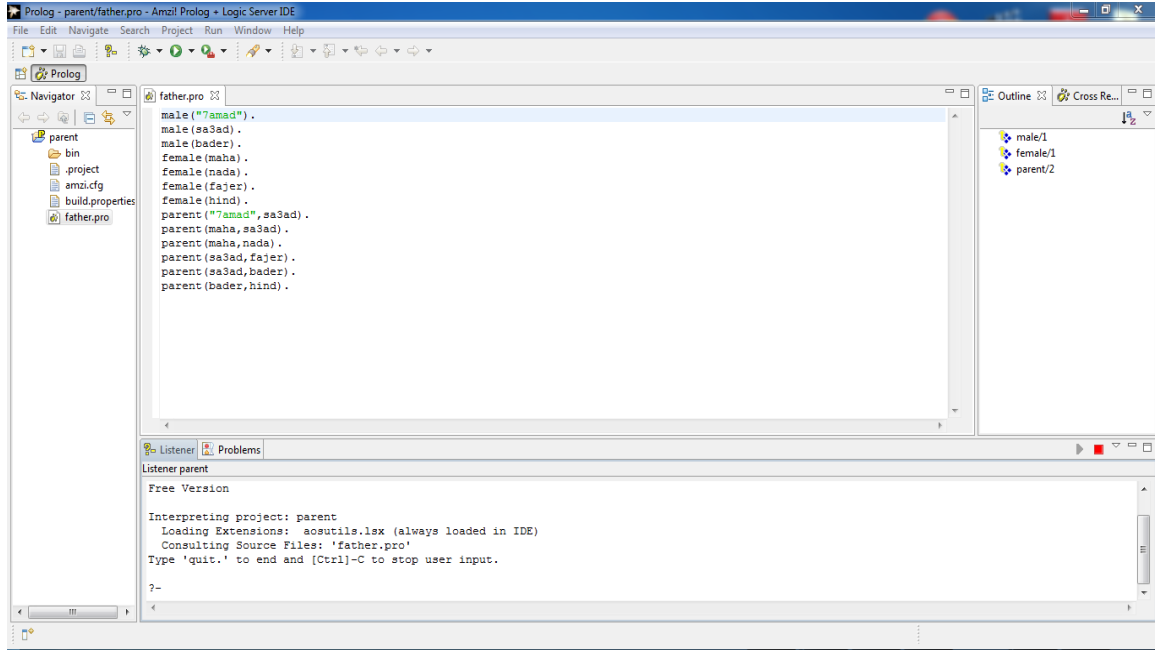 Prolog - parent/father.pro - Amzi! Prolog + Logic Server IDE
File Edit Navigate Search Project Run Window Help
Prolog
Navigator
parent
bin
.project
amzi.cfg
build.properties
father.pro
father.pro
male("7amad").
male(sa3ad).
male(bader).
female(maha).
female(nada).
female(fajer).
female(hind).
parent("7amad",sa3ad).
parent(maha,sa3ad).
parent(maha,nada).
parent(sa3ad,fajer).
parent(sa3ad,bader).
parent(bader,hind).
Outline Cross Re...
male/1
female/1
parent/2
Listener Problems
Listener parent
Free Version
Interpreting project: parent
Loading Extensions: aosutils.lsx (always loaded in IDE)
Consulting Source Files: 'father.pro'
Type 'quit.' to end and [Ctrl]-C to stop user input.
?-